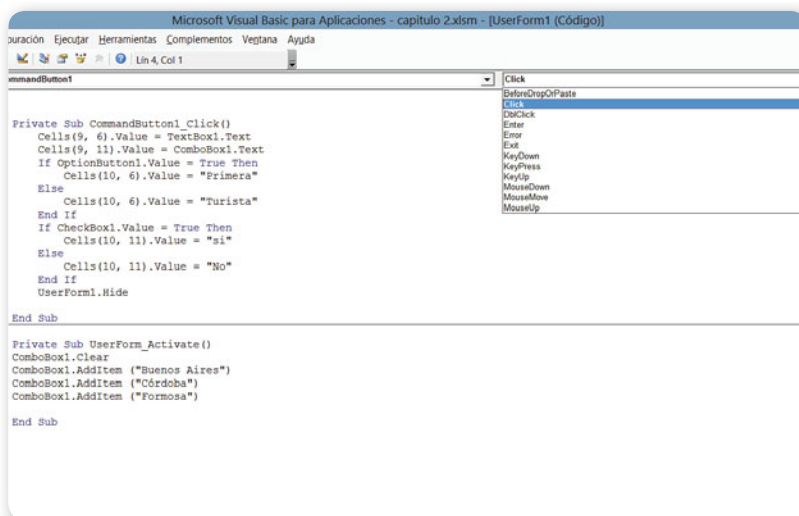 Microsoft Visual Basic para Aplicaciones - capitulo 2.xlsm - [UserForm1 (Código)]
uración Ejecutar Herramientas Complementos Ventana Ayuda
Lín 4, Col 1
ommandButton1
Click
BeforeDropOrPaste
Click
DblClick
Enter
Error
Exit
KeyDown
KeyPress
KeyUp
MouseDown
MouseMove
MouseUp
Private Sub CommandButton1_Click()
Cells(9, 6).Value = TextBox1.Text
Cells(9, 11).Value = ComboBox1.Text
If OptionButton1.Value = True Then
Cells(10, 6).Value = "Primera"
Else
Cells(10, 6).Value = "Turista"
End If
If CheckBox1.Value = True Then
Cells(10, 11).Value = "si"
Else
Cells(10, 11).Value = "No"
End If
UserForm1.Hide
End Sub
Private Sub UserForm_Activate()
ComboBox1.Clear
ComboBox1.AddItem ("Buenos Aires")
ComboBox1.AddItem ("Córdoba")
ComboBox1.AddItem ("Formosa")
End Sub